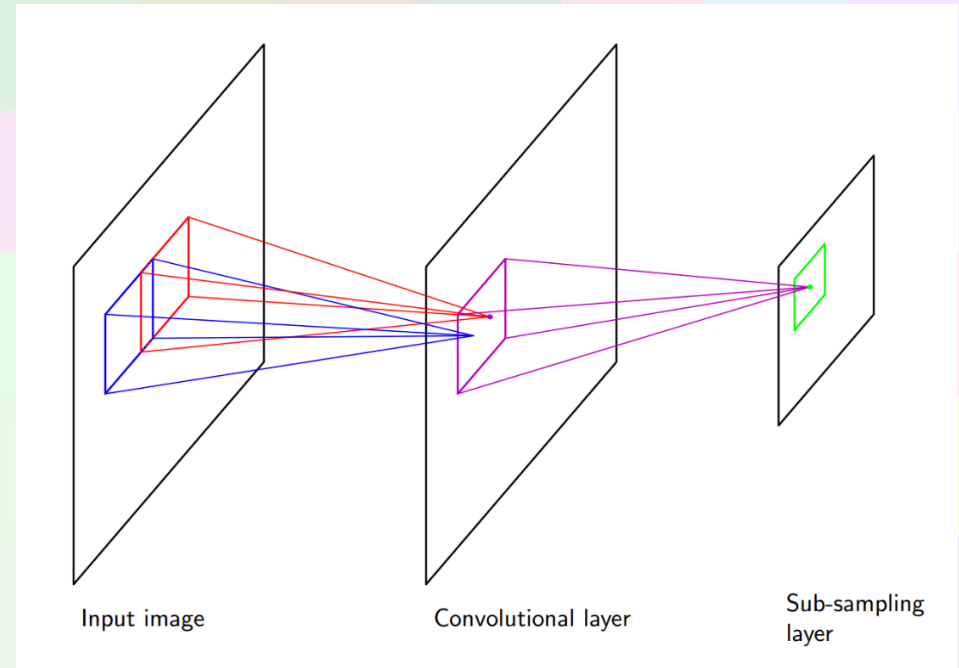 Input image
Convolutional layer
Sub-sampling
layer